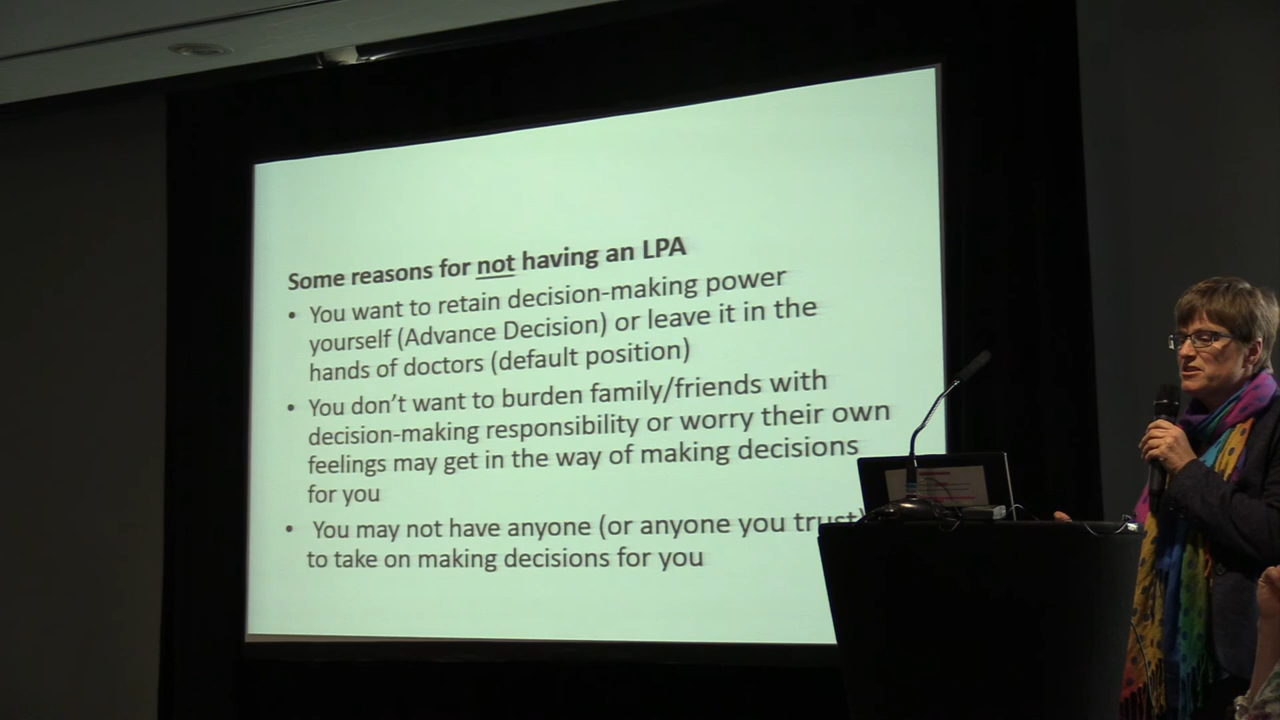 Some reasons for not having an LPA
• You want to retain decision-making power
yourself (Advance Decision) or leave it in the
hands of doctors (default position)
• You don't want to burden family/friends with
decision-making responsibility or worry their own
feelings may get in the way of making decisions
for you
• You may not have anyone (or anyone you trust)
to take on making decisions for you